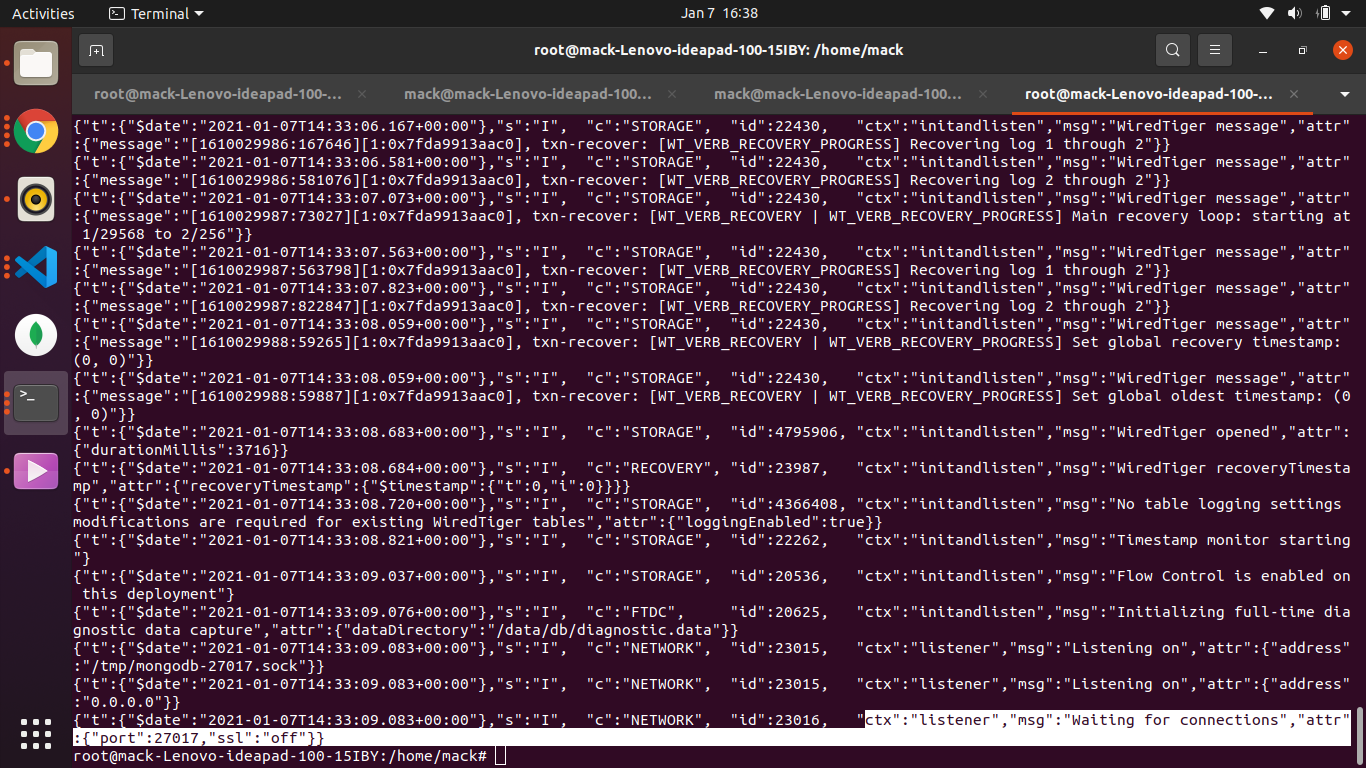 Activities
Terminal
Jan 7 16:38
root@mack-Lenovo-ideapad-100-15IBY: /home/mack
root@mack-Lenovo-ideapad-100-...
mack@mack-Lenovo-ideapad-100...
mack@mack-Lenovo-ideapad-100...
root@mack-Lenovo-ideapad-100-...
{"t":{"$date":"2021-01-07T14:33:06.167+00:00"},"s":"I",  "c":"STORAGE",  "id":22430,   "ctx":"initandlisten","msg":"WiredTiger message","attr"
:{"message":"[1610029986:167646][1:0x7fda9913aac0], txn-recover: [WT_VERB_RECOVERY_PROGRESS] Recovering log 1 through 2"}}
{"t":{"$date":"2021-01-07T14:33:06.581+00:00"},"s":"I",  "c":"STORAGE",  "id":22430,   "ctx":"initandlisten","msg":"WiredTiger message","attr"
:{"message":"[1610029986:581076][1:0x7fda9913aac0], txn-recover: [WT_VERB_RECOVERY_PROGRESS] Recovering log 2 through 2"}}
{"t":{"$date":"2021-01-07T14:33:07.073+00:00"},"s":"I",  "c":"STORAGE",  "id":22430,   "ctx":"initandlisten","msg":"WiredTiger message","attr"
:{"message":"[1610029987:73027][1:0x7fda9913aac0], txn-recover: [WT_VERB_RECOVERY | WT_VERB_RECOVERY_PROGRESS] Main recovery loop: starting at
 1/29568 to 2/256"}}
{"t":{"$date":"2021-01-07T14:33:07.563+00:00"},"s":"I",  "c":"STORAGE",  "id":22430,   "ctx":"initandlisten","msg":"WiredTiger message","attr"
:{"message":"[1610029987:563798][1:0x7fda9913aac0], txn-recover: [WT_VERB_RECOVERY_PROGRESS] Recovering log 1 through 2"}}
{"t":{"$date":"2021-01-07T14:33:07.823+00:00"},"s":"I",  "c":"STORAGE",  "id":22430,   "ctx":"initandlisten","msg":"WiredTiger message","attr"
:{"message":"[1610029987:822847][1:0x7fda9913aac0], txn-recover: [WT_VERB_RECOVERY_PROGRESS] Recovering log 2 through 2"}}
{"t":{"$date":"2021-01-07T14:33:08.059+00:00"},"s":"I",  "c":"STORAGE",  "id":22430,   "ctx":"initandlisten","msg":"WiredTiger message","attr"
:{"message":"[1610029988:59265][1:0x7fda9913aac0], txn-recover: [WT_VERB_RECOVERY | WT_VERB_RECOVERY_PROGRESS] Set global recovery timestamp:
(0, 0)"}}
{"t":{"$date":"2021-01-07T14:33:08.059+00:00"},"s":"I",  "c":"STORAGE",  "id":22430,   "ctx":"initandlisten","msg":"WiredTiger message","attr"
:{"message":"[1610029988:59887][1:0x7fda9913aac0], txn-recover: [WT_VERB_RECOVERY | WT_VERB_RECOVERY_PROGRESS] Set global oldest timestamp: (0
, 0)"}}
{"t":{"$date":"2021-01-07T14:33:08.683+00:00"},"s":"I",  "c":"STORAGE",  "id":4795906, "ctx":"initandlisten","msg":"WiredTiger opened","attr":
{"durationMillis":3716}}
{"t":{"$date":"2021-01-07T14:33:08.684+00:00"},"s":"I",  "c":"RECOVERY", "id":23987,   "ctx":"initandlisten","msg":"WiredTiger recoveryTimesta
mp","attr":{"recoveryTimestamp":{"$timestamp":{"t":0,"i":0}}}}
{"t":{"$date":"2021-01-07T14:33:08.720+00:00"},"s":"I",  "c":"STORAGE",  "id":4366408, "ctx":"initandlisten","msg":"No table logging settings
modifications are required for existing WiredTiger tables","attr":{"loggingEnabled":true}}
{"t":{"$date":"2021-01-07T14:33:08.821+00:00"},"s":"I",  "c":"STORAGE",  "id":22262,   "ctx":"initandlisten","msg":"Timestamp monitor starting
"}
{"t":{"$date":"2021-01-07T14:33:09.037+00:00"},"s":"I",  "c":"STORAGE",  "id":20536,   "ctx":"initandlisten","msg":"Flow Control is enabled on
 this deployment"}
{"t":{"$date":"2021-01-07T14:33:09.076+00:00"},"s":"I",  "c":"FTDC",     "id":20625,   "ctx":"initandlisten","msg":"Initializing full-time dia
gnostic data capture","attr":{"dataDirectory":"/data/db/diagnostic.data"}}
{"t":{"$date":"2021-01-07T14:33:09.083+00:00"},"s":"I",  "c":"NETWORK",  "id":23015,   "ctx":"listener","msg":"Listening on","attr":{"address"
:"/tmp/mongodb-27017.sock"}}
{"t":{"$date":"2021-01-07T14:33:09.083+00:00"},"s":"I",  "c":"NETWORK",  "id":23015,   "ctx":"listener","msg":"Listening on","attr":{"address"
:"0.0.0.0"}}
{"t":{"$date":"2021-01-07T14:33:09.083+00:00"},"s":"I",  "c":"NETWORK",  "id":23016,   "ctx":"listener","msg":"Waiting for connections","attr"
:{"port":27017,"ssl":"off"}}
root@mack-Lenovo-ideapad-100-15IBY:/home/mack#